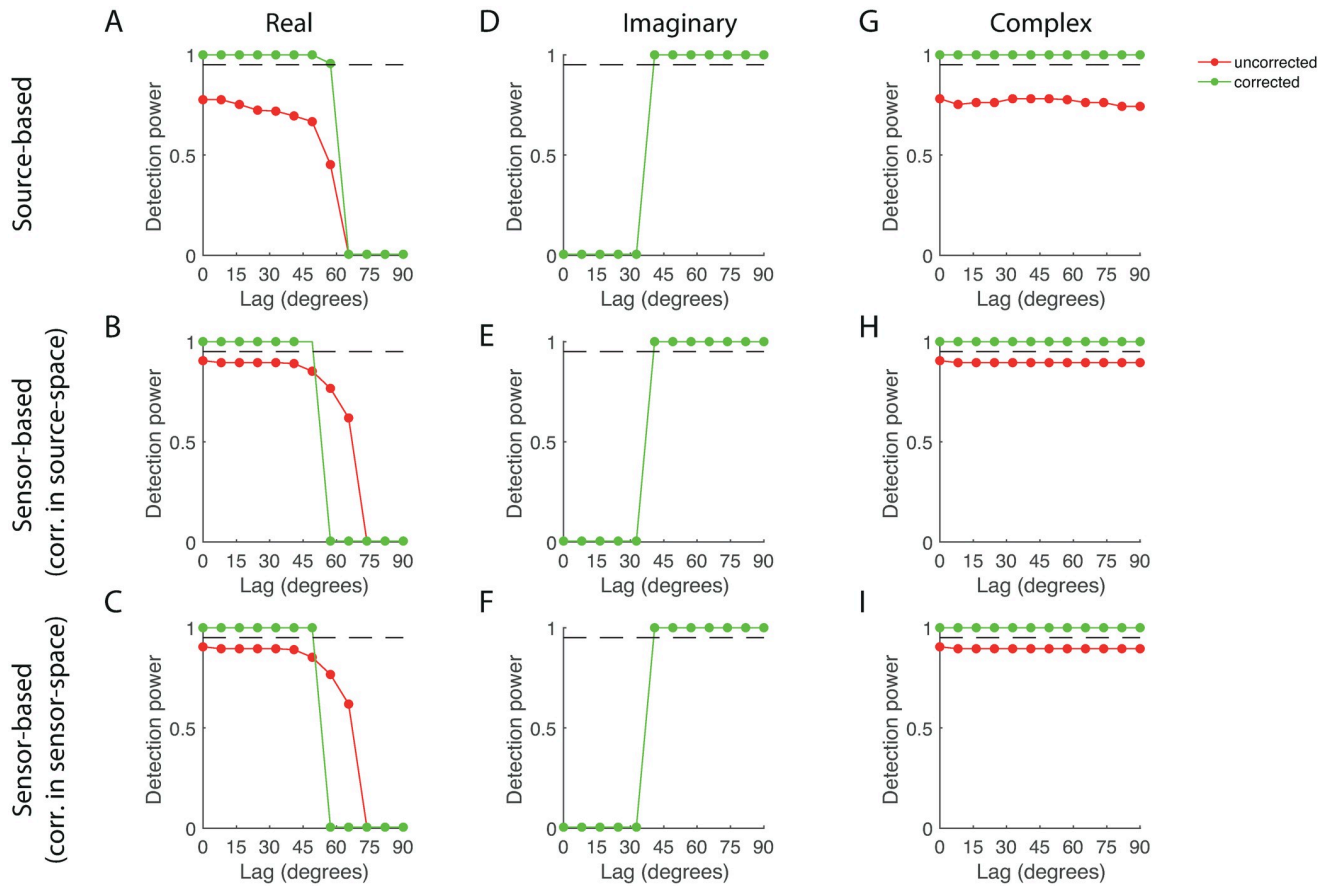 A
Real
D
Imaginary
G
Complex
uncorrected
corrected
Source-based
Detection power
1
0.5
0
0 15 30 45 60 75 90
Lag (degrees)
Detection power
1
0.5
0
0 15 30 45 60 75 90
Lag (degrees)
Detection power
1
0.5
0
0 15 30 45 60 75 90
Lag (degrees)
Sensor-based
(corr. in source-space)
B
Detection power
1
0.5
0
0 15 30 45 60 75 90
Lag (degrees)
E
Detection power
1
0.5
0
0 15 30 45 60 75 90
Lag (degrees)
H
Detection power
1
0.5
0
0 15 30 45 60 75 90
Lag (degrees)
Sensor-based
(corr. in sensor-space)
C
Detection power
1
0.5
0
0 15 30 45 60 75 90
Lag (degrees)
F
Detection power
1
0.5
0
0 15 30 45 60 75 90
Lag (degrees)
I
Detection power
1
0.5
0
0 15 30 45 60 75 90
Lag (degrees)